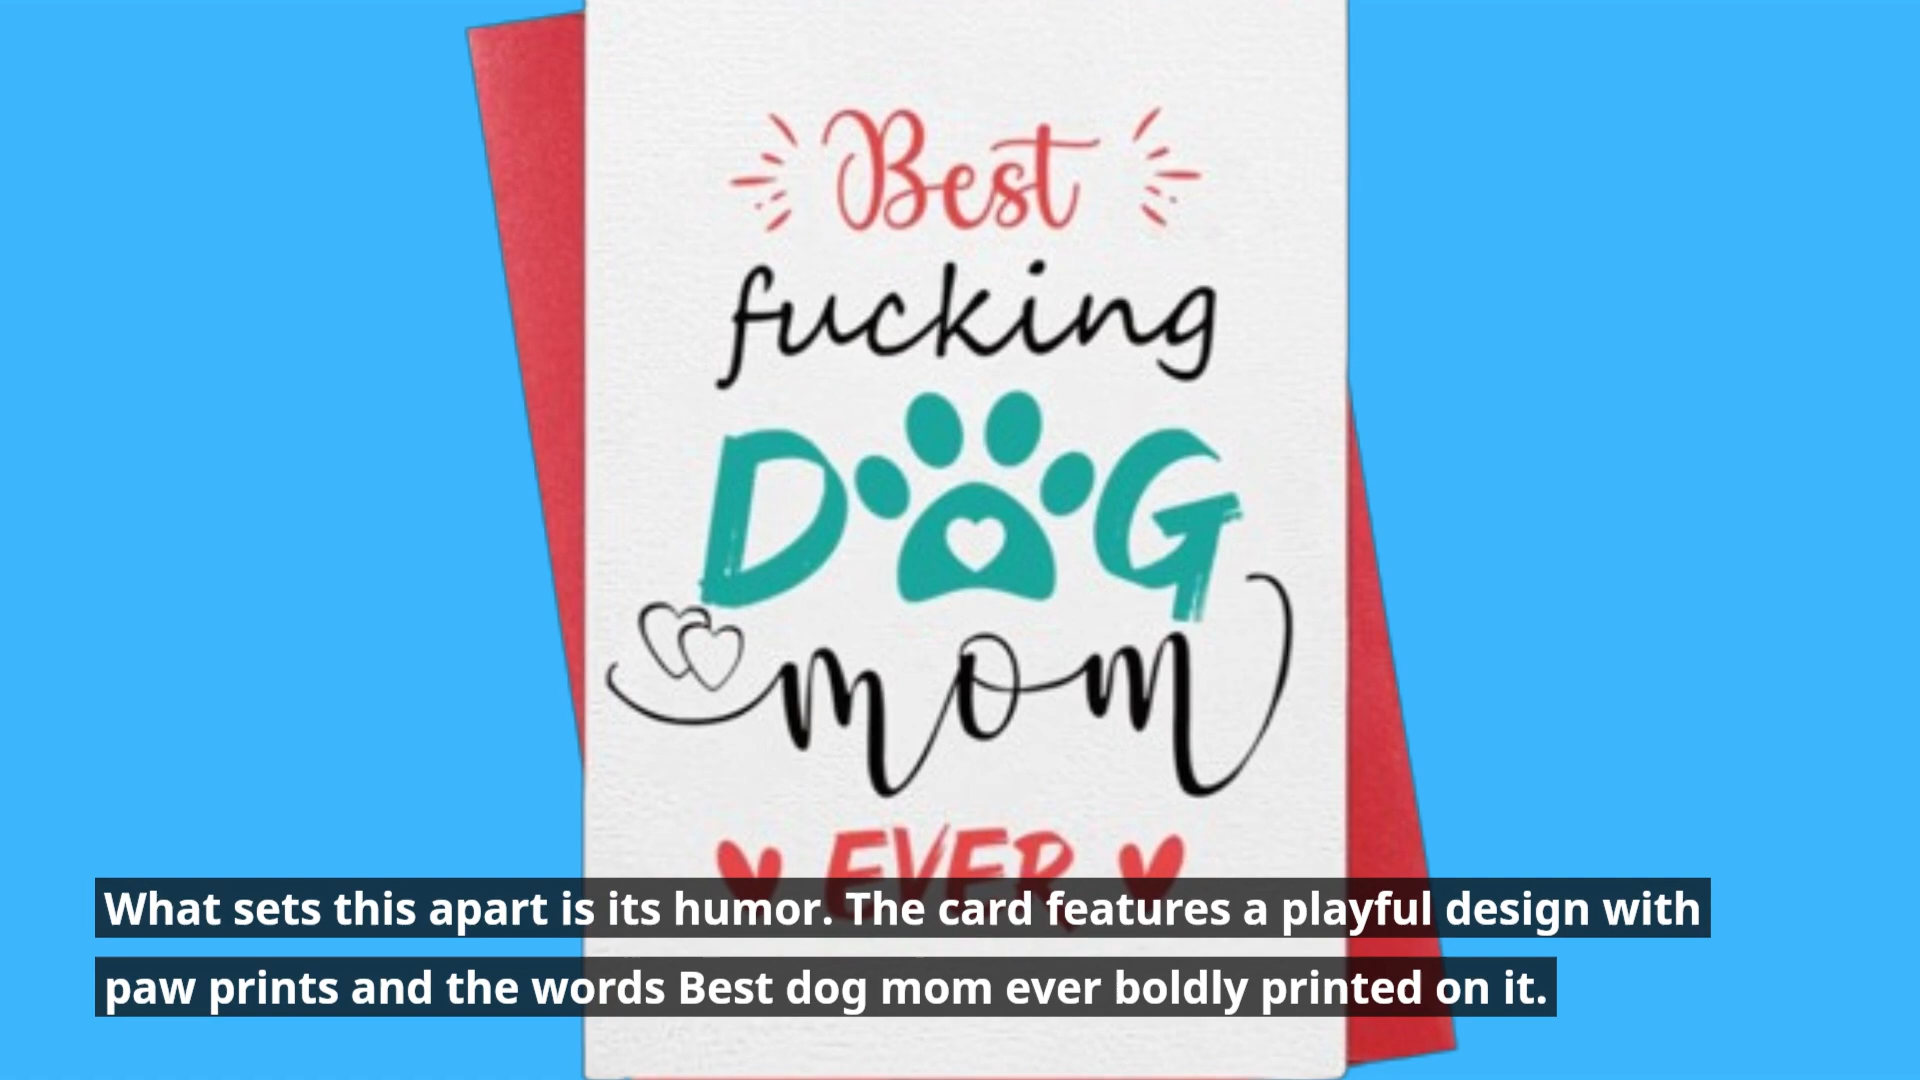 Best
fucking
DOG
mom
EVER
What sets this apart is its humor. The card features a playful design with
paw prints and the words Best dog mom ever boldly printed on it.